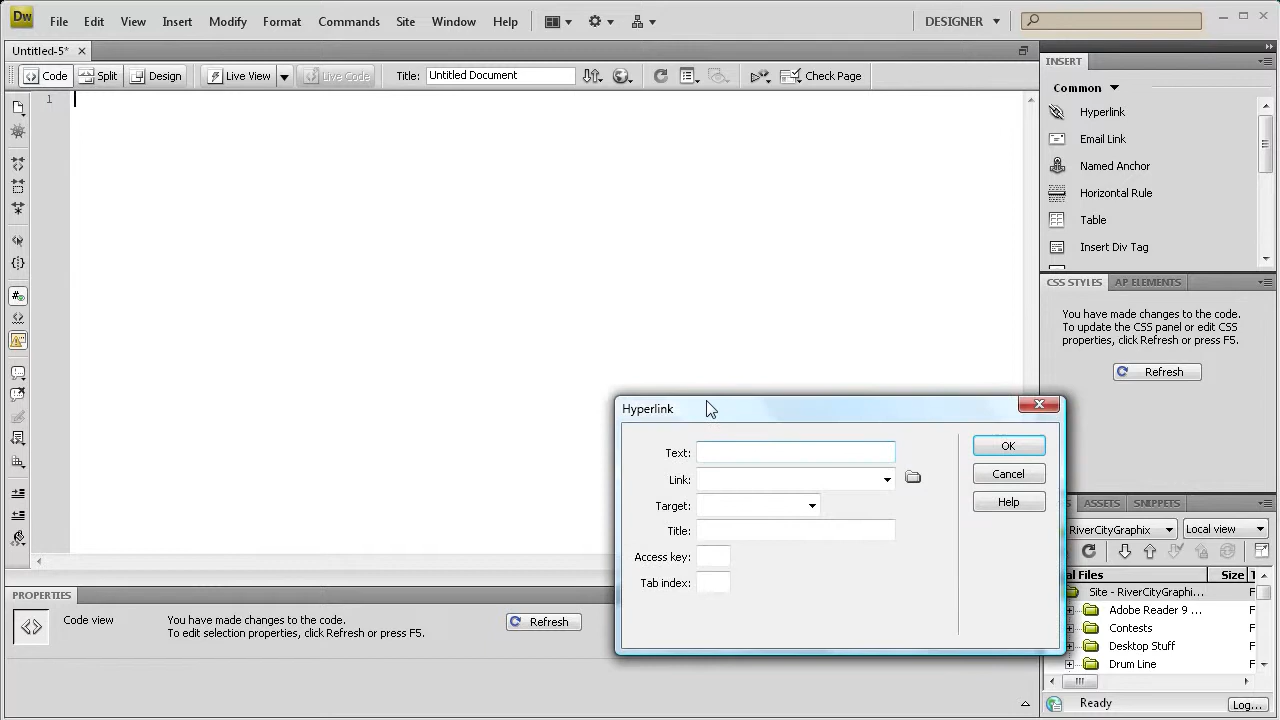 Dw File Edit View Insert Modify Format Commands Site Window Help DESIGNER
Untitled-5*
Code Split Design Live View Live Code Title: Untitled Document Check Page
1
INSERT
Common
Hyperlink
Email Link
Named Anchor
Horizontal Rule
Table
Insert Div Tag
CSS STYLES AP ELEMENTS
You have made changes to the code.
To update the CSS panel or edit CSS
properties, click Refresh or press F5.
Refresh
Hyperlink
Text:
Link:
Target:
Title:
Access key:
Tab index:
OK
Cancel
Help
ASSETS SNIPPETS
RiverCityGraphix Local view
al Files Size T
Site - RiverCityGraphi... F
Adobe Reader 9 ... F
Contests F
Desktop Stuff F
Drum Line F
Ready Log...
PROPERTIES
Code view
You have made changes to the code.
To edit selection properties, click Refresh or press F5.
Refresh